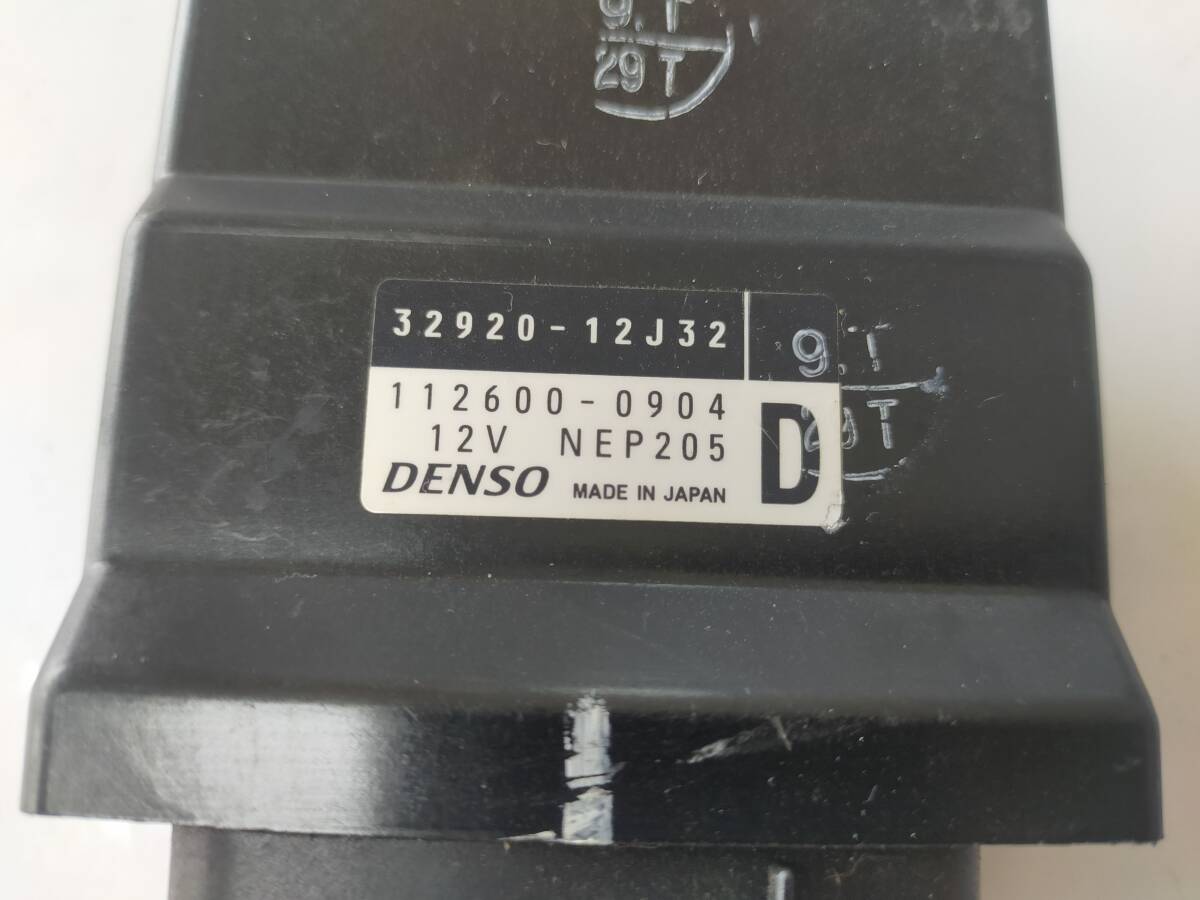 9.T
29T
32920-12J32
9.T
29T
112600-0904
12V NEP205
D
DENSO MADE IN JAPAN